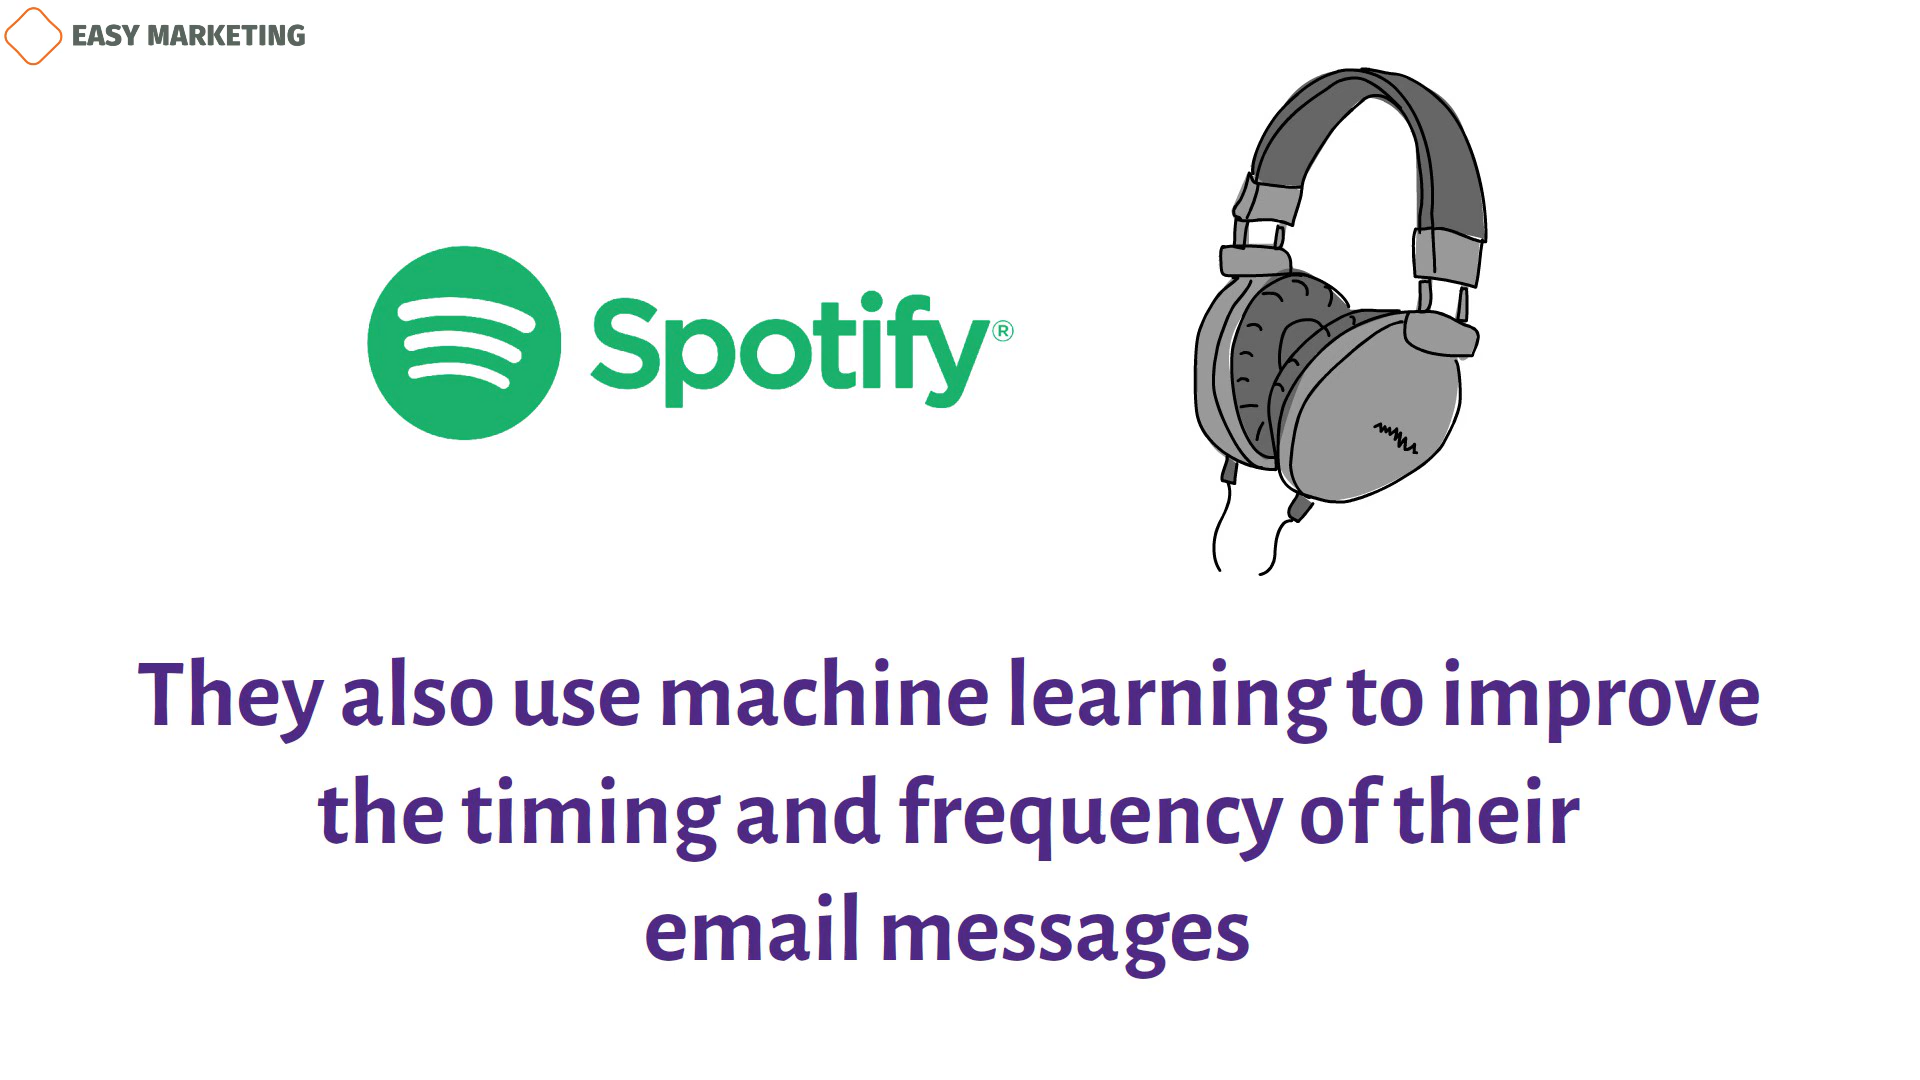 EASY MARKETING
Spotify®
They also use machine learning to improve
the timing and frequency of their
email messages